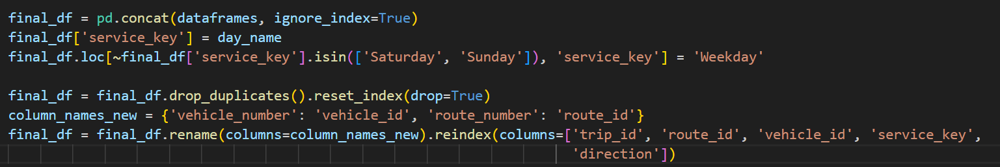 final_df = pd.concat(dataframes, ignore_index=True)
final_df['service_key'] = day_name
final_df.loc[~final_df['service_key'].isin(['Saturday', 'Sunday']), 'service_key'] = 'Weekday'
final_df = final_df.drop_duplicates().reset_index(drop=True)
column_names_new = {'vehicle_number': 'vehicle_id', 'route_number': 'route_id'}
final_df = final_df.rename(columns=column_names_new).reindex(columns=['trip_id', 'route_id', 'vehicle_id', 'service_key',
'direction'])